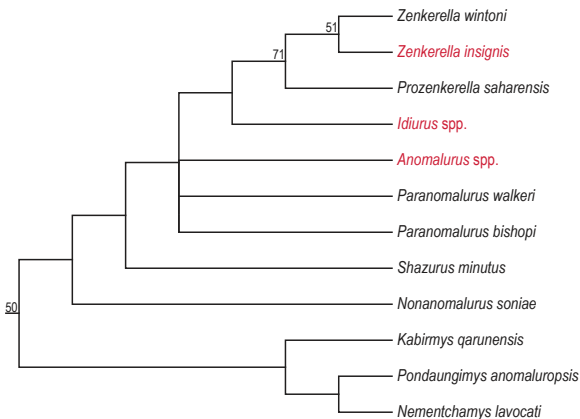 Zenkerella wintoni
51
Zenkerella insignis
71
Prozenkerella saharensis
Idiurus spp.
Anomalurus spp.
Paranomalurus walkeri
Paranomalurus bishopi
Shazurus minutus
Nonanomalurus soniae
50
Kabirmys qarunensis
Pondaungimys anomaluropsis
Nementchamys lavocati